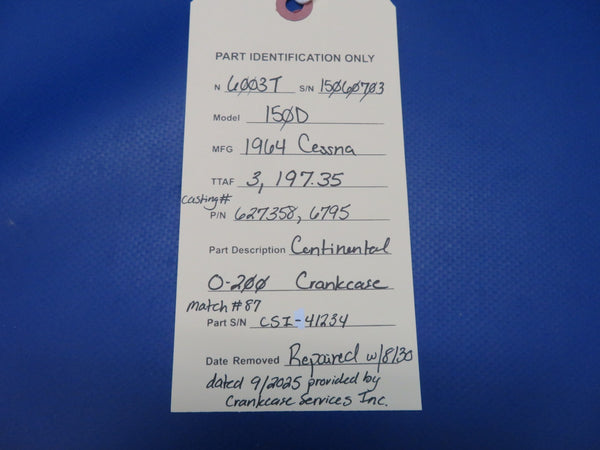 PART IDENTIFICATION ONLY
N 6003T S/N 15060703
Model 150D
MFG 1964 Cessna
TTAF 3,197.35
Casting#
P/N 627358, 6795
Part Description Continental
O-200 Crankcase
Match #87
Part S/N CSI-41234
Date Removed Repaired w/8130
dated 9/2025 provided by
Crankcase Services Inc.